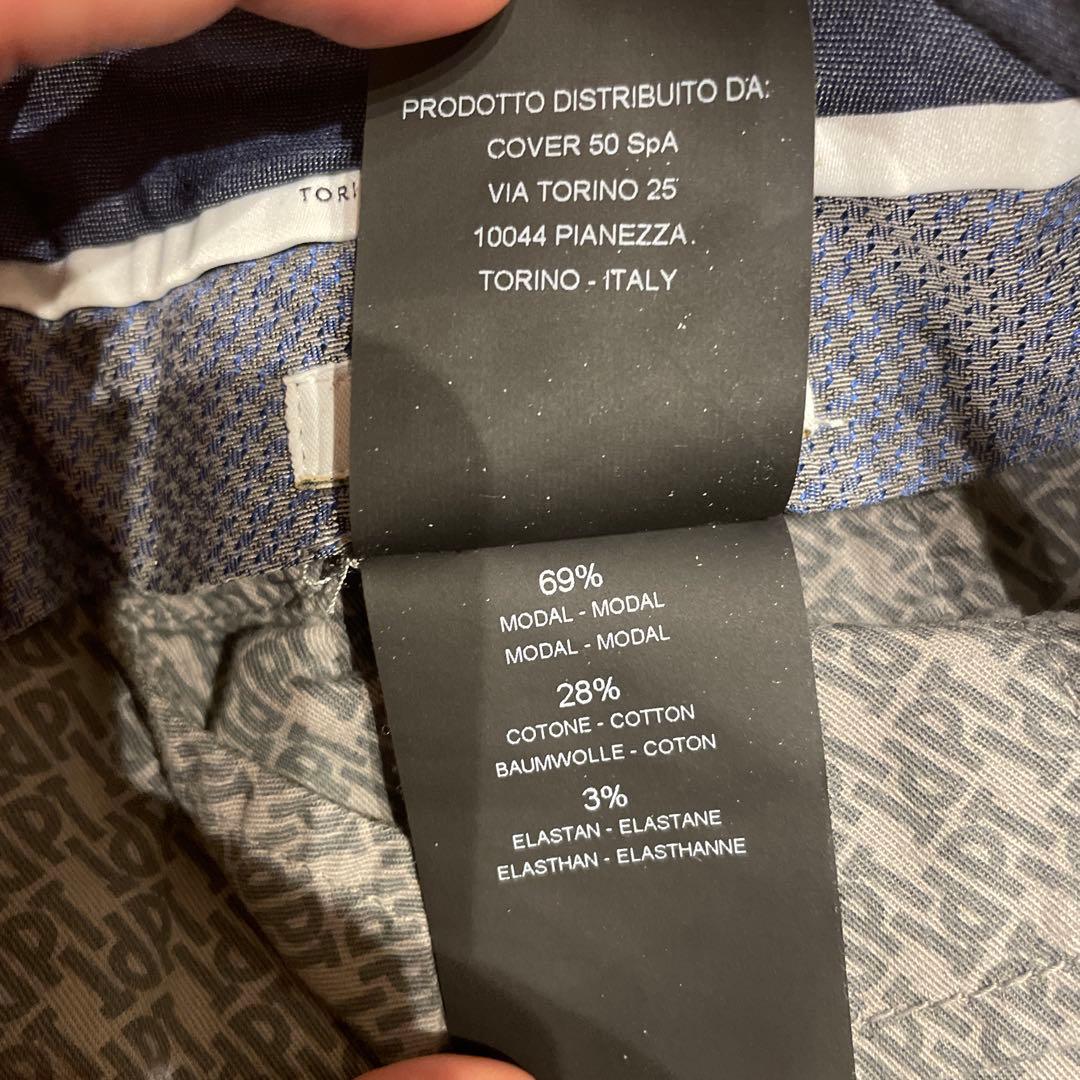 PRODOTTO DISTRIBUITO DA:
COVER 50 SpA
VIA TORINO 25
10044 PIANEZZA.
TORINO - ITALY
TORI
69%
MODAL - MODAL
MODAL - MODAL
28%
COTONE - COTTON
BAUMWOLLE - COTON
3%
ELASTAN - ELASTANE
ELASTHAN - ELASTHANNE